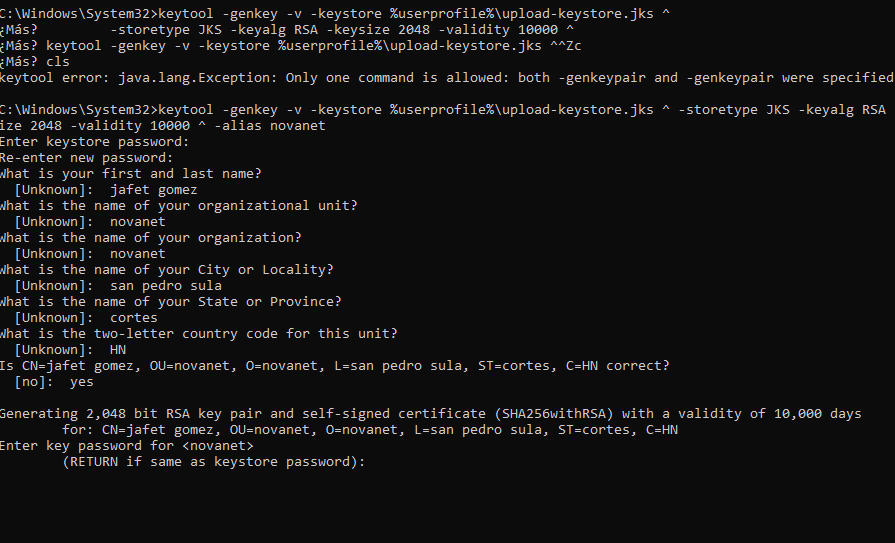 C:\Windows\System32>keytool -genkey -v -keystore %userprofile%\upload-keystore.jks ^
¿Más?         -storetype JKS -keyalg RSA -keysize 2048 -validity 10000 ^
¿Más? keytool -genkey -v -keystore %userprofile%\upload-keystore.jks ^^Zc
¿Más? cls
keytool error: java.lang.Exception: Only one command is allowed: both -genkeypair and -genkeypair were specified
C:\Windows\System32>keytool -genkey -v -keystore %userprofile%\upload-keystore.jks ^ -storetype JKS -keyalg RSA
ize 2048 -validity 10000 ^ -alias novanet
Enter keystore password:
Re-enter new password:
What is your first and last name?
  [Unknown]:  jafet gomez
What is the name of your organizational unit?
  [Unknown]:  novanet
What is the name of your organization?
  [Unknown]:  novanet
What is the name of your City or Locality?
  [Unknown]:  san pedro sula
What is the name of your State or Province?
  [Unknown]:  cortes
What is the two-letter country code for this unit?
  [Unknown]:  HN
Is CN=jafet gomez, OU=novanet, O=novanet, L=san pedro sula, ST=cortes, C=HN correct?
  [no]:  yes
Generating 2,048 bit RSA key pair and self-signed certificate (SHA256withRSA) with a validity of 10,000 days
        for: CN=jafet gomez, OU=novanet, O=novanet, L=san pedro sula, ST=cortes, C=HN
Enter key password for <novanet>
        (RETURN if same as keystore password):